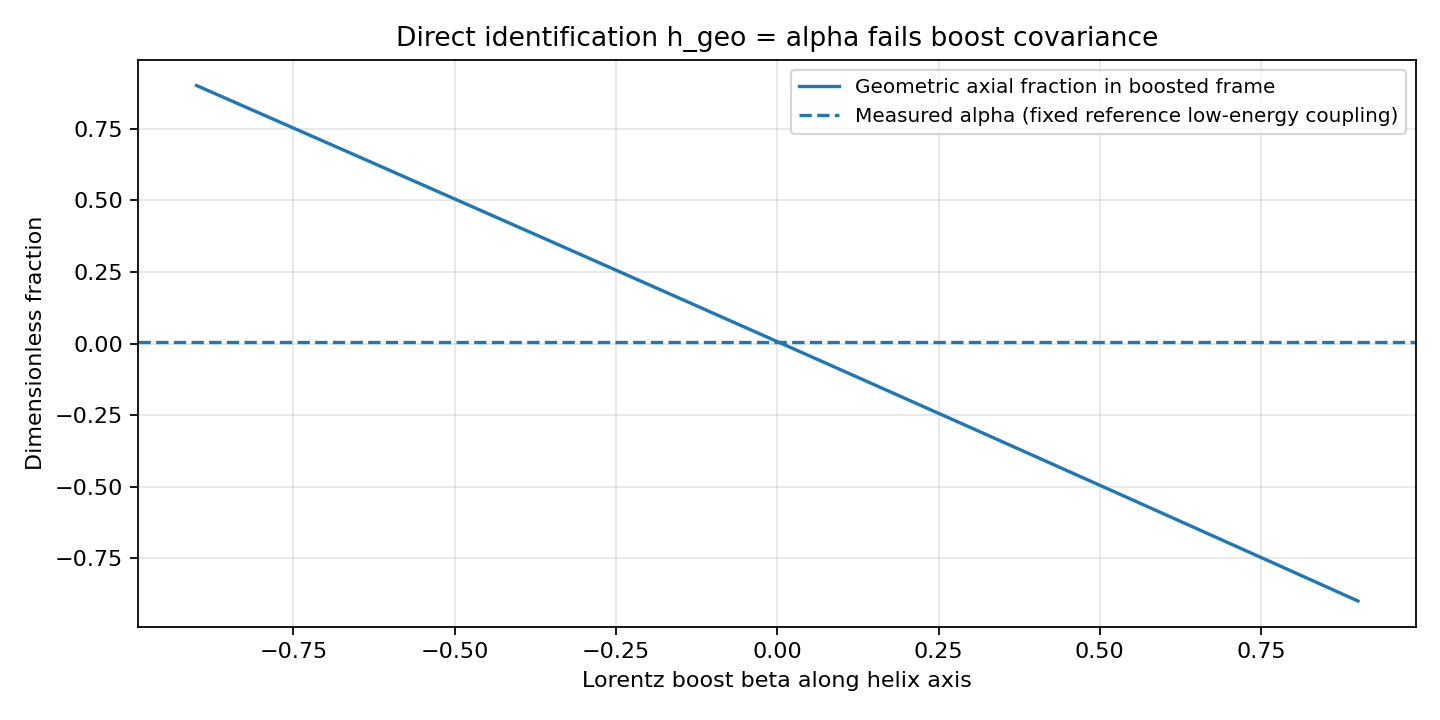 Direct identification h_geo = alpha fails boost covariance
Geometric axial fraction in boosted frame
Measured alpha (fixed reference low-energy coupling)
Dimensionless fraction
0.75
0.50
0.25
0.00
−0.25
−0.50
−0.75
−0.75
−0.50
−0.25
0.00
0.25
0.50
0.75
Lorentz boost beta along helix axis